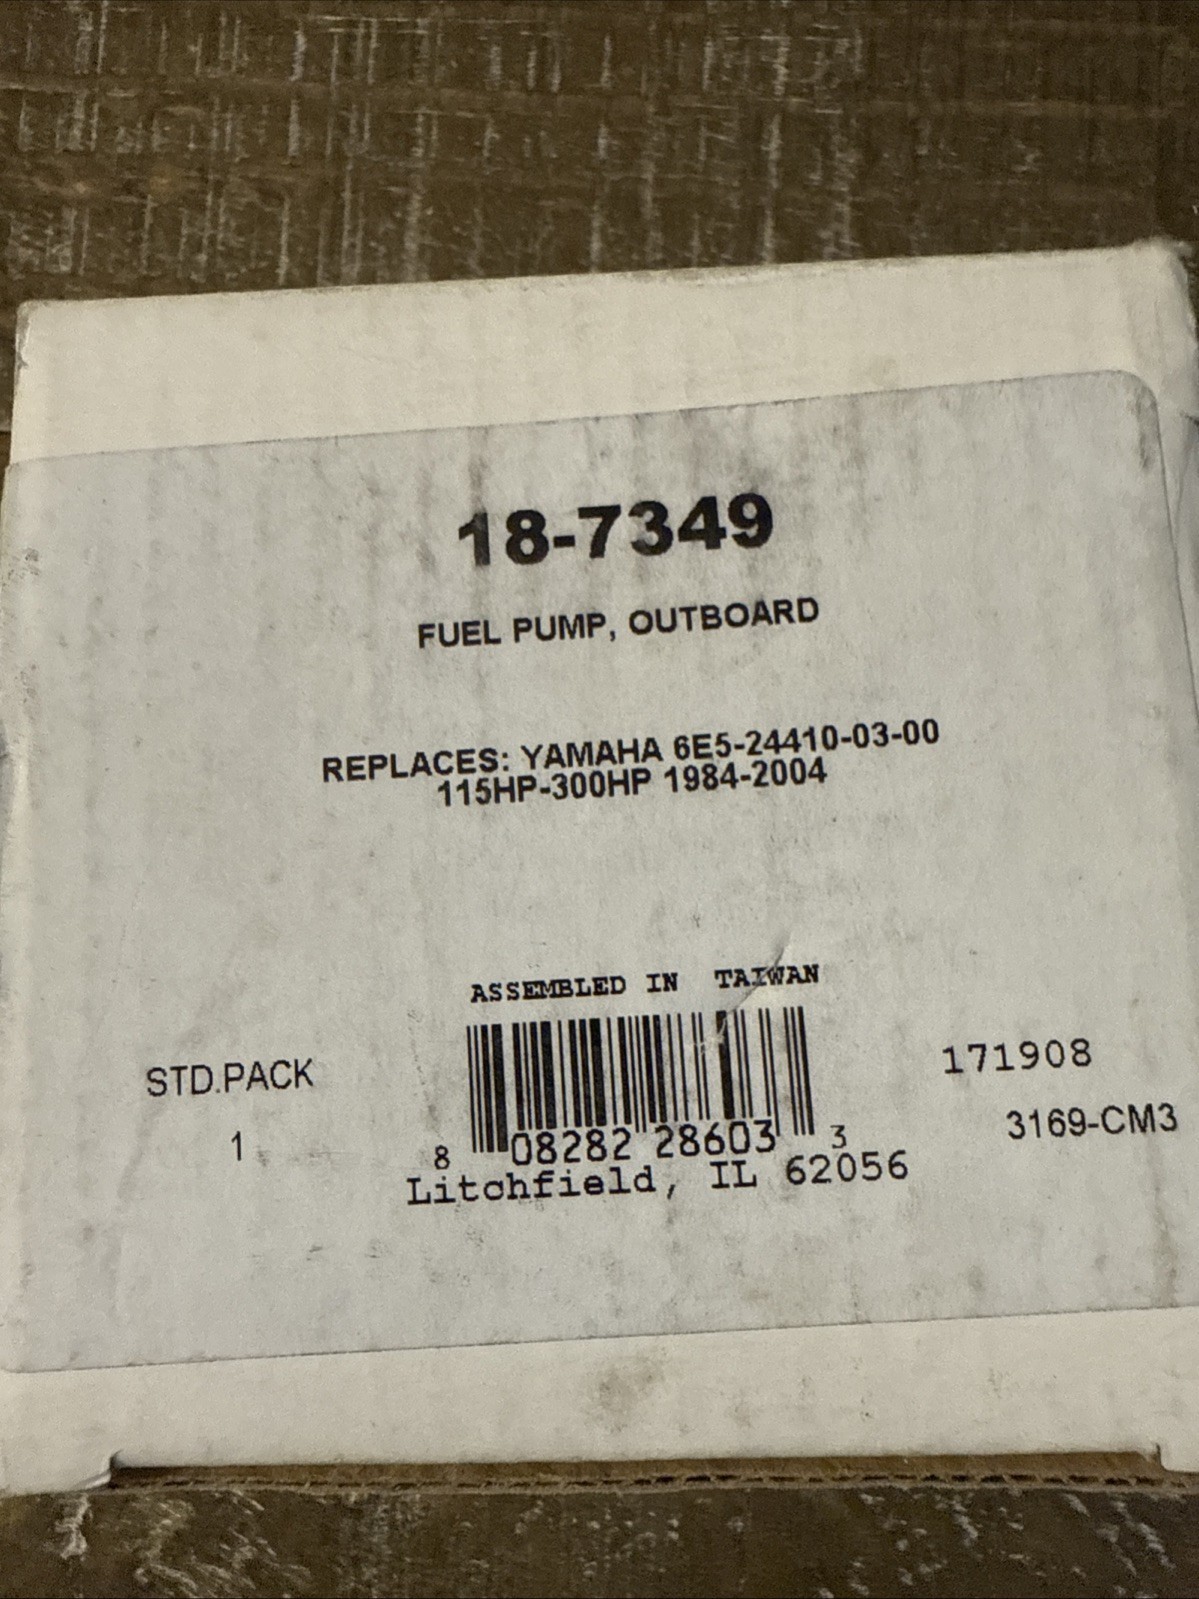 18-7349
FUEL PUMP, OUTBOARD
REPLACES: YAMAHA 6E5-24410-03-00
115HP-300HP 1984-2004
ASSEMBLED IN TAIWAN
STD.PACK
1
8 08282 28603 3
171908
3169-CM3
Litchfield, IL 62056